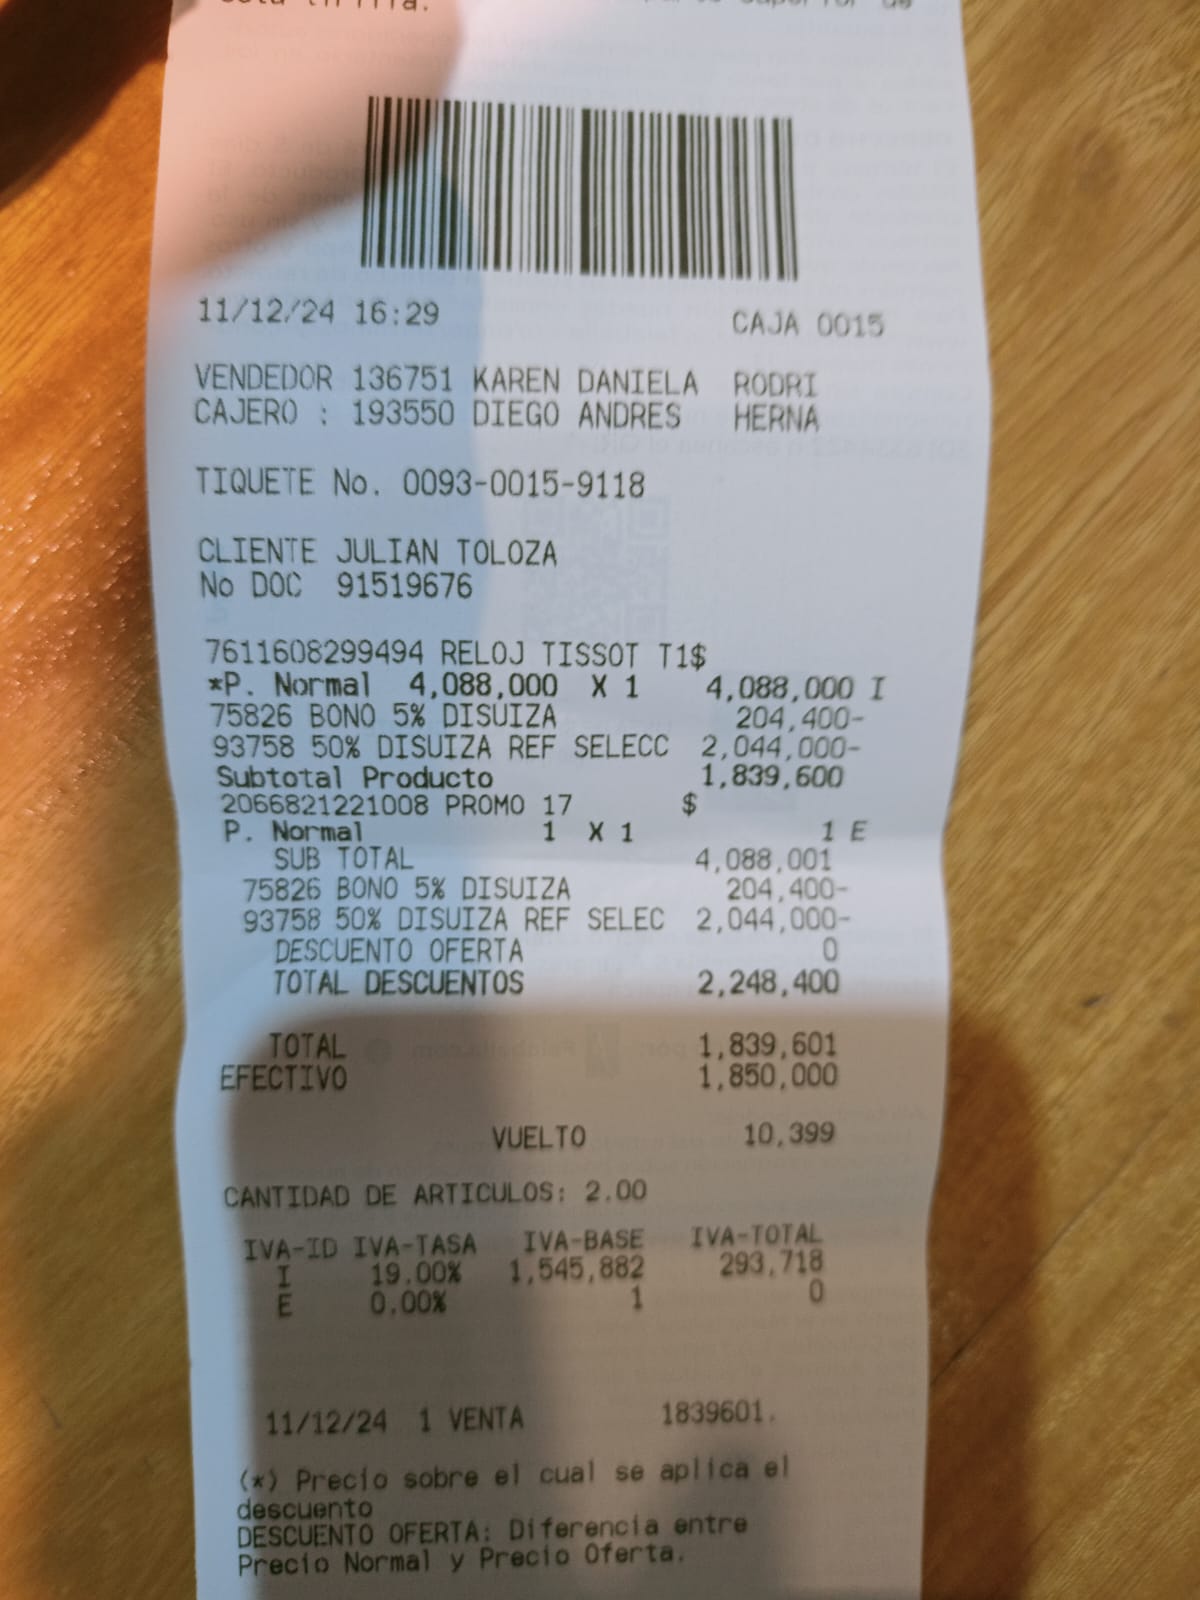 11/12/24 16:29 CAJA 0015
VENDEDOR 136751 KAREN DANIELA RODRI
CAJERO : 193550 DIEGO ANDRES HERNA
TIQUETE No. 0093-0015-9118
CLIENTE JULIAN TOLOZA
No DOC 91519676
7611608299494 RELOJ TISSOT T1$
*P. Normal 4,088,000 X 1 4,088,000 I
75826 BONO 5% DISUIZA 204,400-
93758 50% DISUIZA REF SELECC 2,044,000-
Subtotal Producto 1,839,600
2066821221008 PROMO 17 $
P. Normal 1 X 1 1 E
SUB TOTAL 4,088,001
75826 BONO 5% DISUIZA 204,400-
93758 50% DISUIZA REF SELEC 2,044,000-
DESCUENTO OFERTA 0
TOTAL DESCUENTOS 2,248,400
TOTAL 1,839,601
EFECTIVO 1,850,000
VUELTO 10,399
CANTIDAD DE ARTICULOS: 2.00
IVA-ID IVA-TASA IVA-BASE IVA-TOTAL
I 19.00% 1,545,882 293,718
E 0.00% 1 0
11/12/24 1 VENTA 1839601.
(*) Precio sobre el cual se aplica el
descuento
DESCUENTO OFERTA: Diferencia entre
Precio Normal y Precio Oferta.